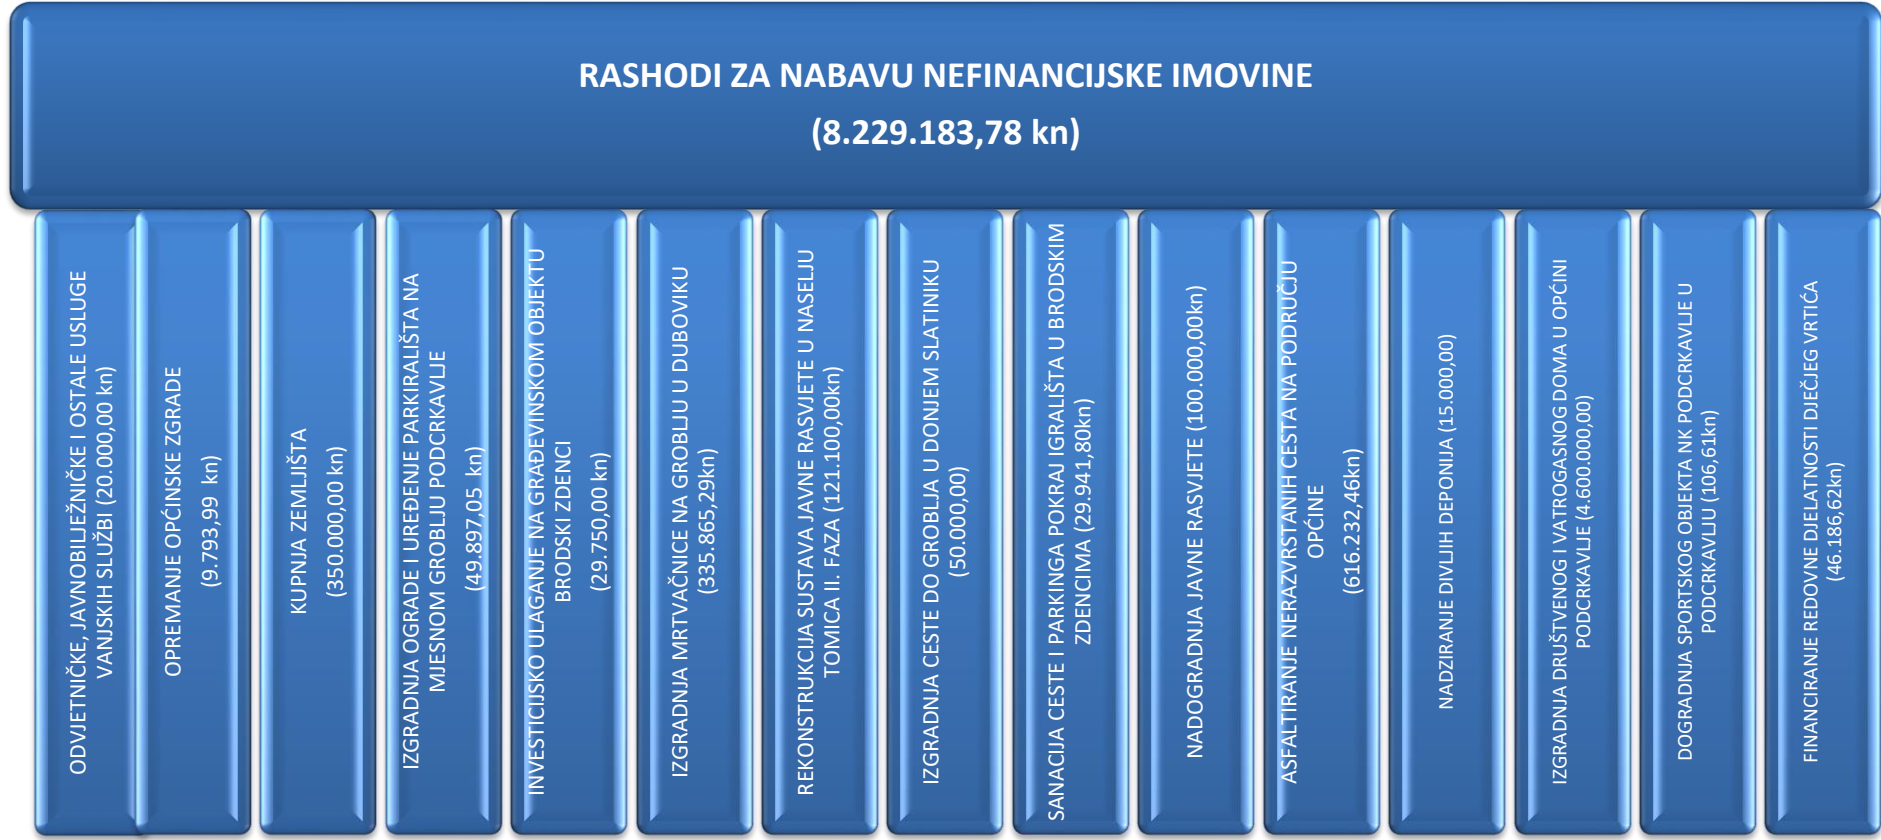 RASHODI ZA NABAVU NEFINANCIJSKE IMOVINE
(8.229.183,78 kn)
ODVJETNIČKE, JAVNOBILJEŽNIČKE I OSTALE USLUGE
VANJSKIH SLUŽBI (20.000,00 kn)
OPREMANJE OPĆINSKE ZGRADE
(9.793,99 kn)
KUPNJA ZEMLJIŠTA
(350.000,00 kn)
IZGRADNJA OGRADE I UREĐENJE PARKIRALIŠTA NA
MJESNOM GROBLJU PODCRKAVLJE
(49.897,05 kn)
INVESTICIJSKO ULAGANJE NA GRAĐEVINSKOM OBJEKTU
BRODSKI ZDENCI
(29.750,00 kn)
IZGRADNJA MRTVAČNICE NA GROBLJU U DUBOVIKU
(335.865,29kn)
REKONSTRUKCIJA SUSTAVA JAVNE RASVJETE U NASELJU
TOMICA II. FAZA (121.100,00kn)
IZGRADNJA CESTE DO GROBLJA U DONJEM SLATINIKU
(50.000,00)
SANACIJA CESTE I PARKINGA POKRAJ IGRALIŠTA U BRODSKIM
ZDENCIMA (29.941,80kn)
NADOGRADNJA JAVNE RASVJETE (100.000,00kn)
ASFALTIRANJE NERAZVRSTANIH CESTA NA PODRUČJU
OPĆINE
(616.232,46kn)
NADZIRANJE DIVLJIH DEPONIJA (15.000,00)
IZGRADNJA DRUŠTVENOG I VATROGASNOG DOMA U OPĆINI
PODCRKAVLJE (4.600.000,00)
DOGRADNJA SPORTSKOG OBJEKTA NK PODCRKAVLJE U
PODCRKAVLJU (106,61kn)
FINANCIRANJE REDOVNE DJELATNOSTI DJEČJEG VRTIĆA
(46.186,62kn)